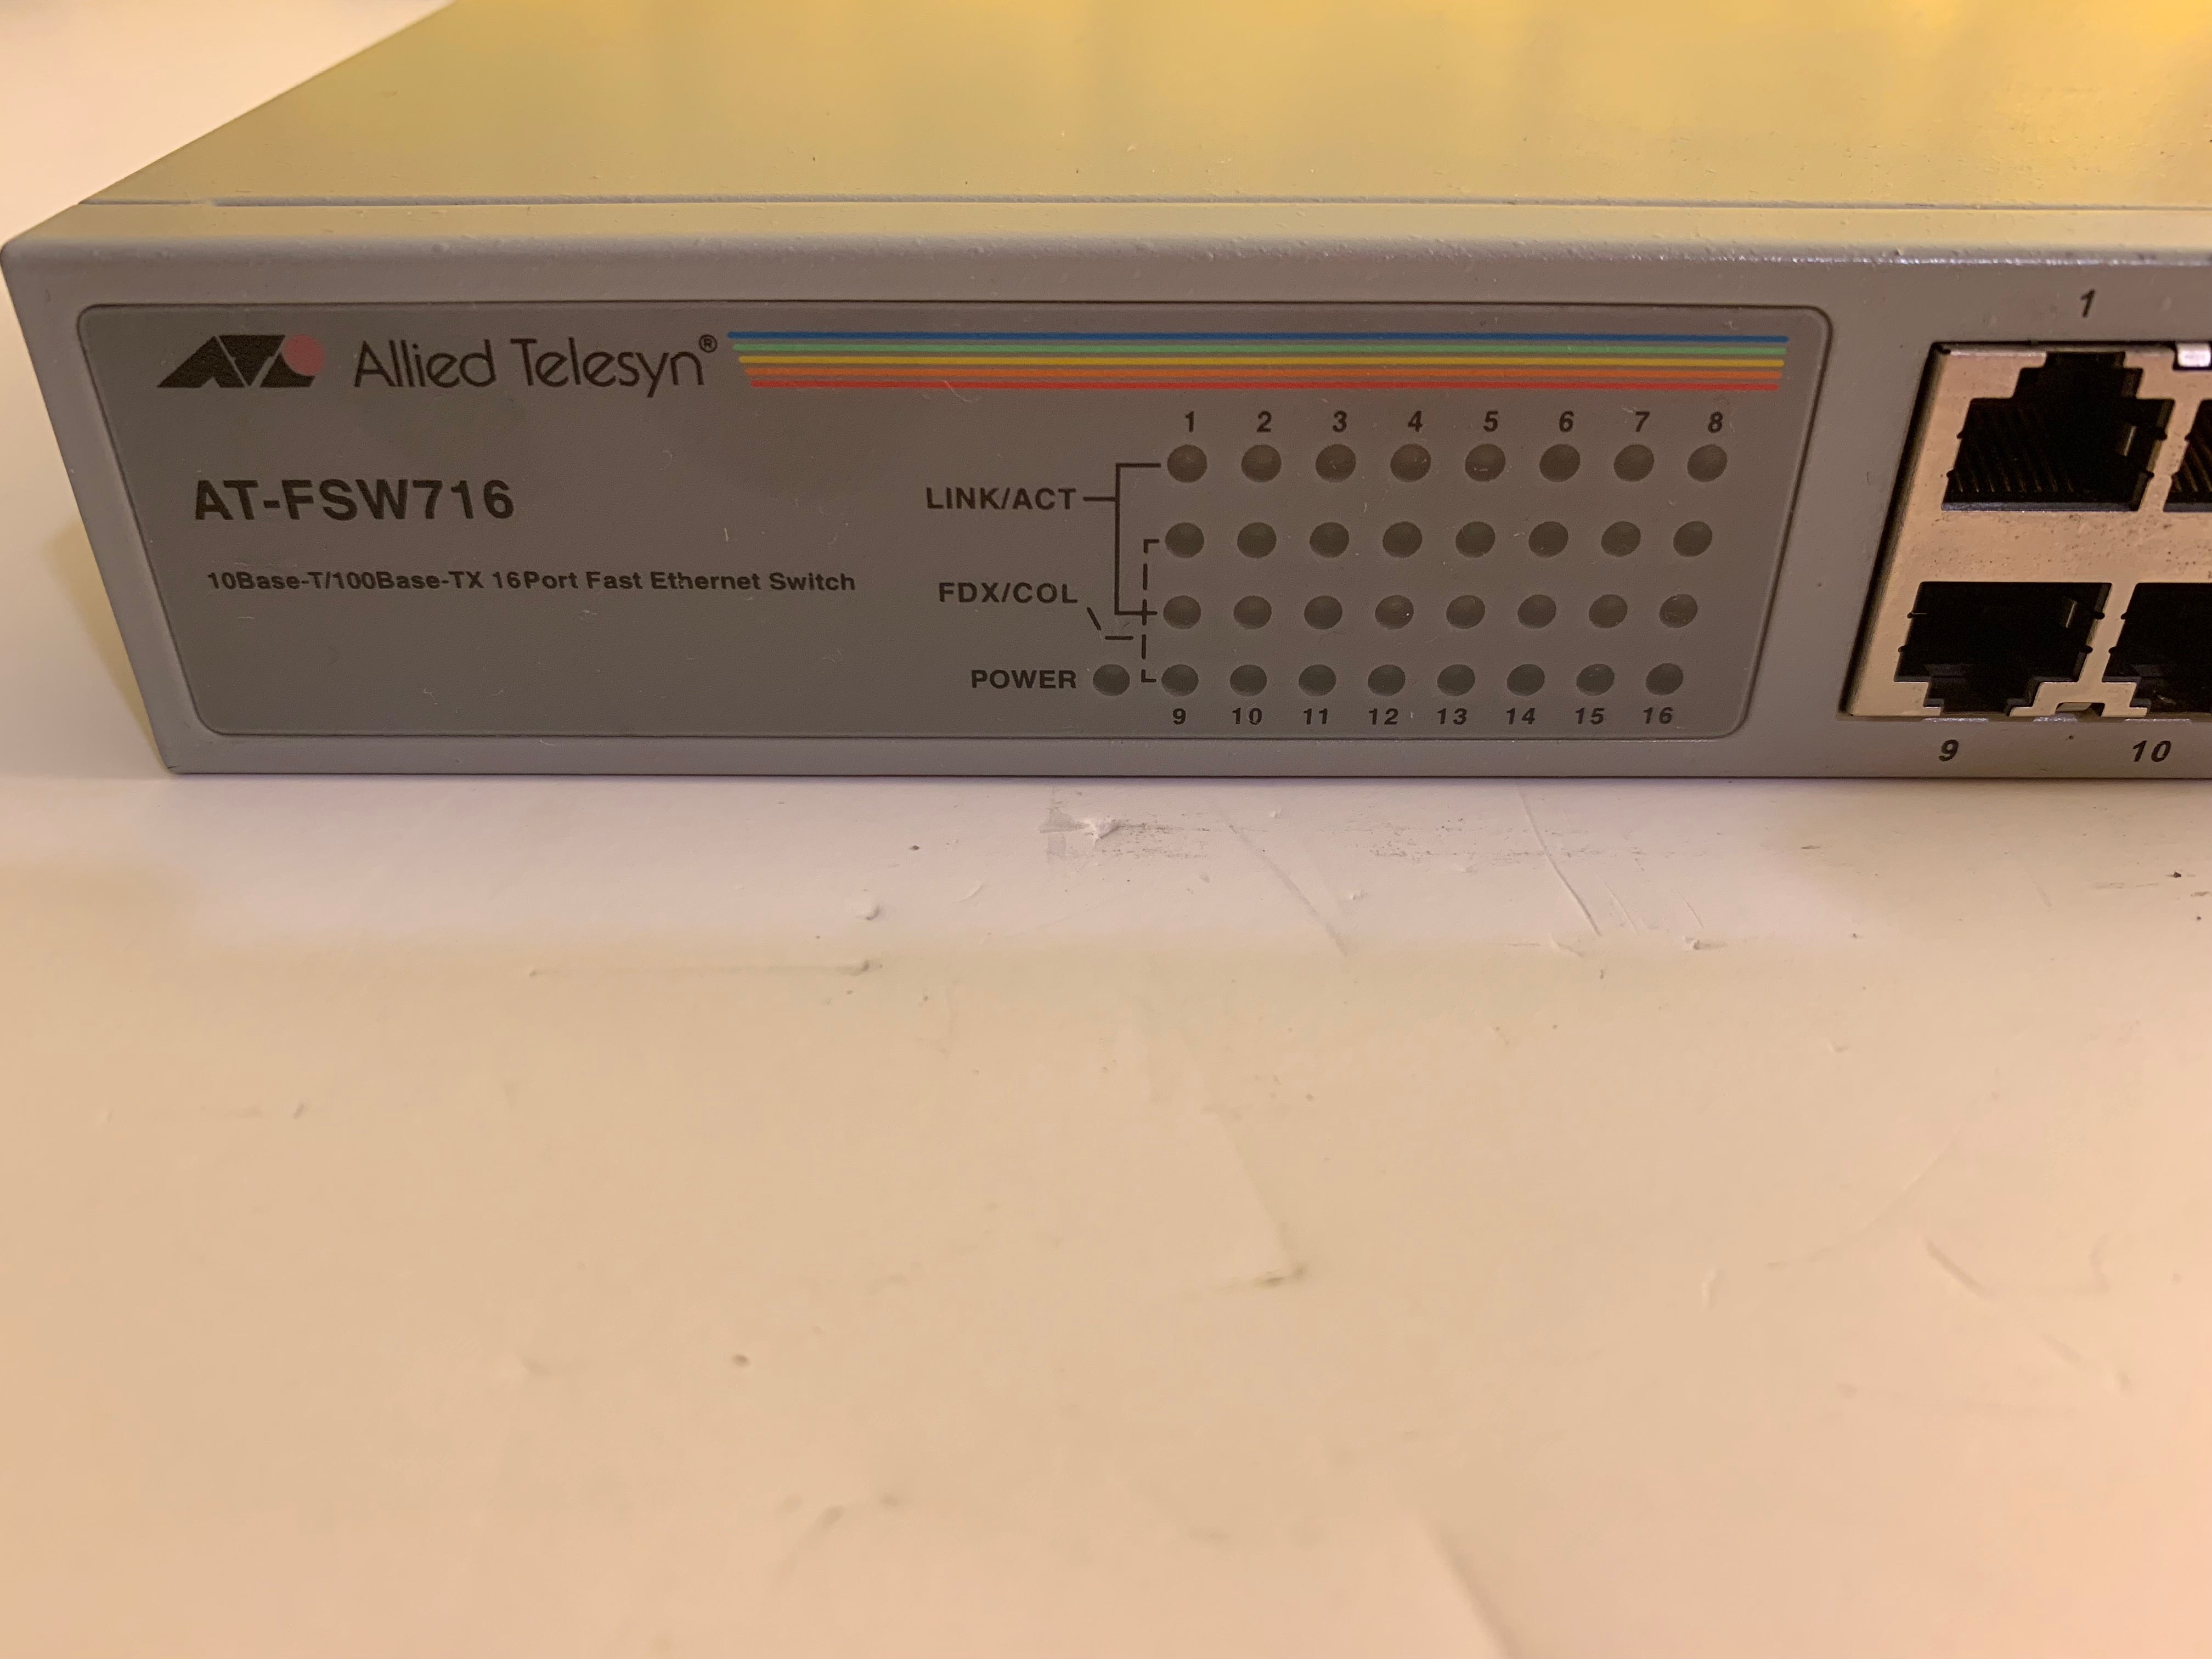 Allied Telesyn®
AT-FSW716
10Base-T/100Base-TX 16Port Fast Ethernet Switch
1 2 3 4 5 6 7 8
LINK/ACT
FDX/COL
POWER
9 10 11 12 13 14 15 16
1
9 10